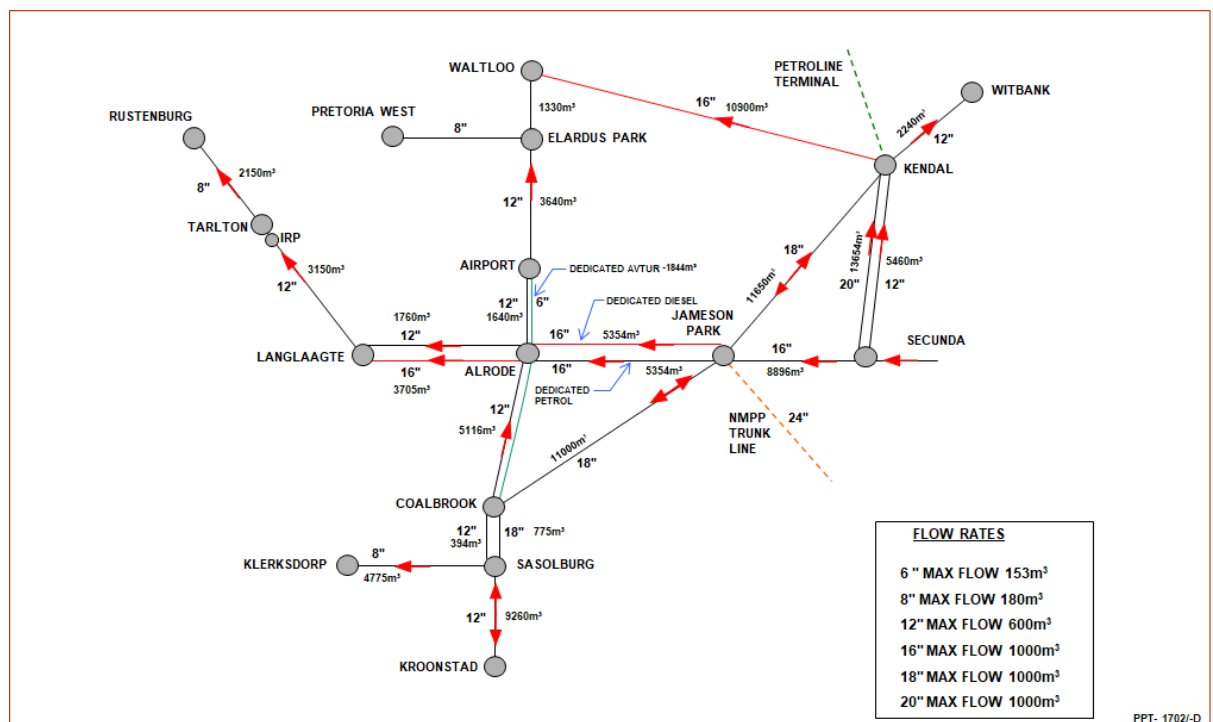 WALTLOO
PETROLINE
TERMINAL
WITBANK
RUSTENBURG
PRETORIA WEST
1330m³
16"
10900m³
2240m³
12"
8"
ELARDUS PARK
KENDAL
2150m³
8"
12"
3640m³
TARLTON
IRP
18"
13654m³
5460m³
AIRPORT
DEDICATED AVTUR -1844m³
3150m³
11650m³
20"
12"
12"
12"
6"
DEDICATED DIESEL
1760m³
1640m³
JAMESON
PARK
12"
16"
5354m³
SECUNDA
LANGLAAGTE
16"
ALRODE
16"
5354m³
16"
8896m³
3705m³
DEDICATED
PETROL
12"
5116m³
NMPP
TRUNK
LINE
24"
11000m³
18"
COALBROOK
12"
394m³
18"
775m³
KLERKSDORP
8"
4775m³
SASOLBURG
12"
9260m³
KROONSTAD
FLOW RATES
6 " MAX FLOW 153m³
8" MAX FLOW 180m³
12" MAX FLOW 600m³
16" MAX FLOW 1000m³
18" MAX FLOW 1000m³
20" MAX FLOW 1000m³
PPT- 1702/-D